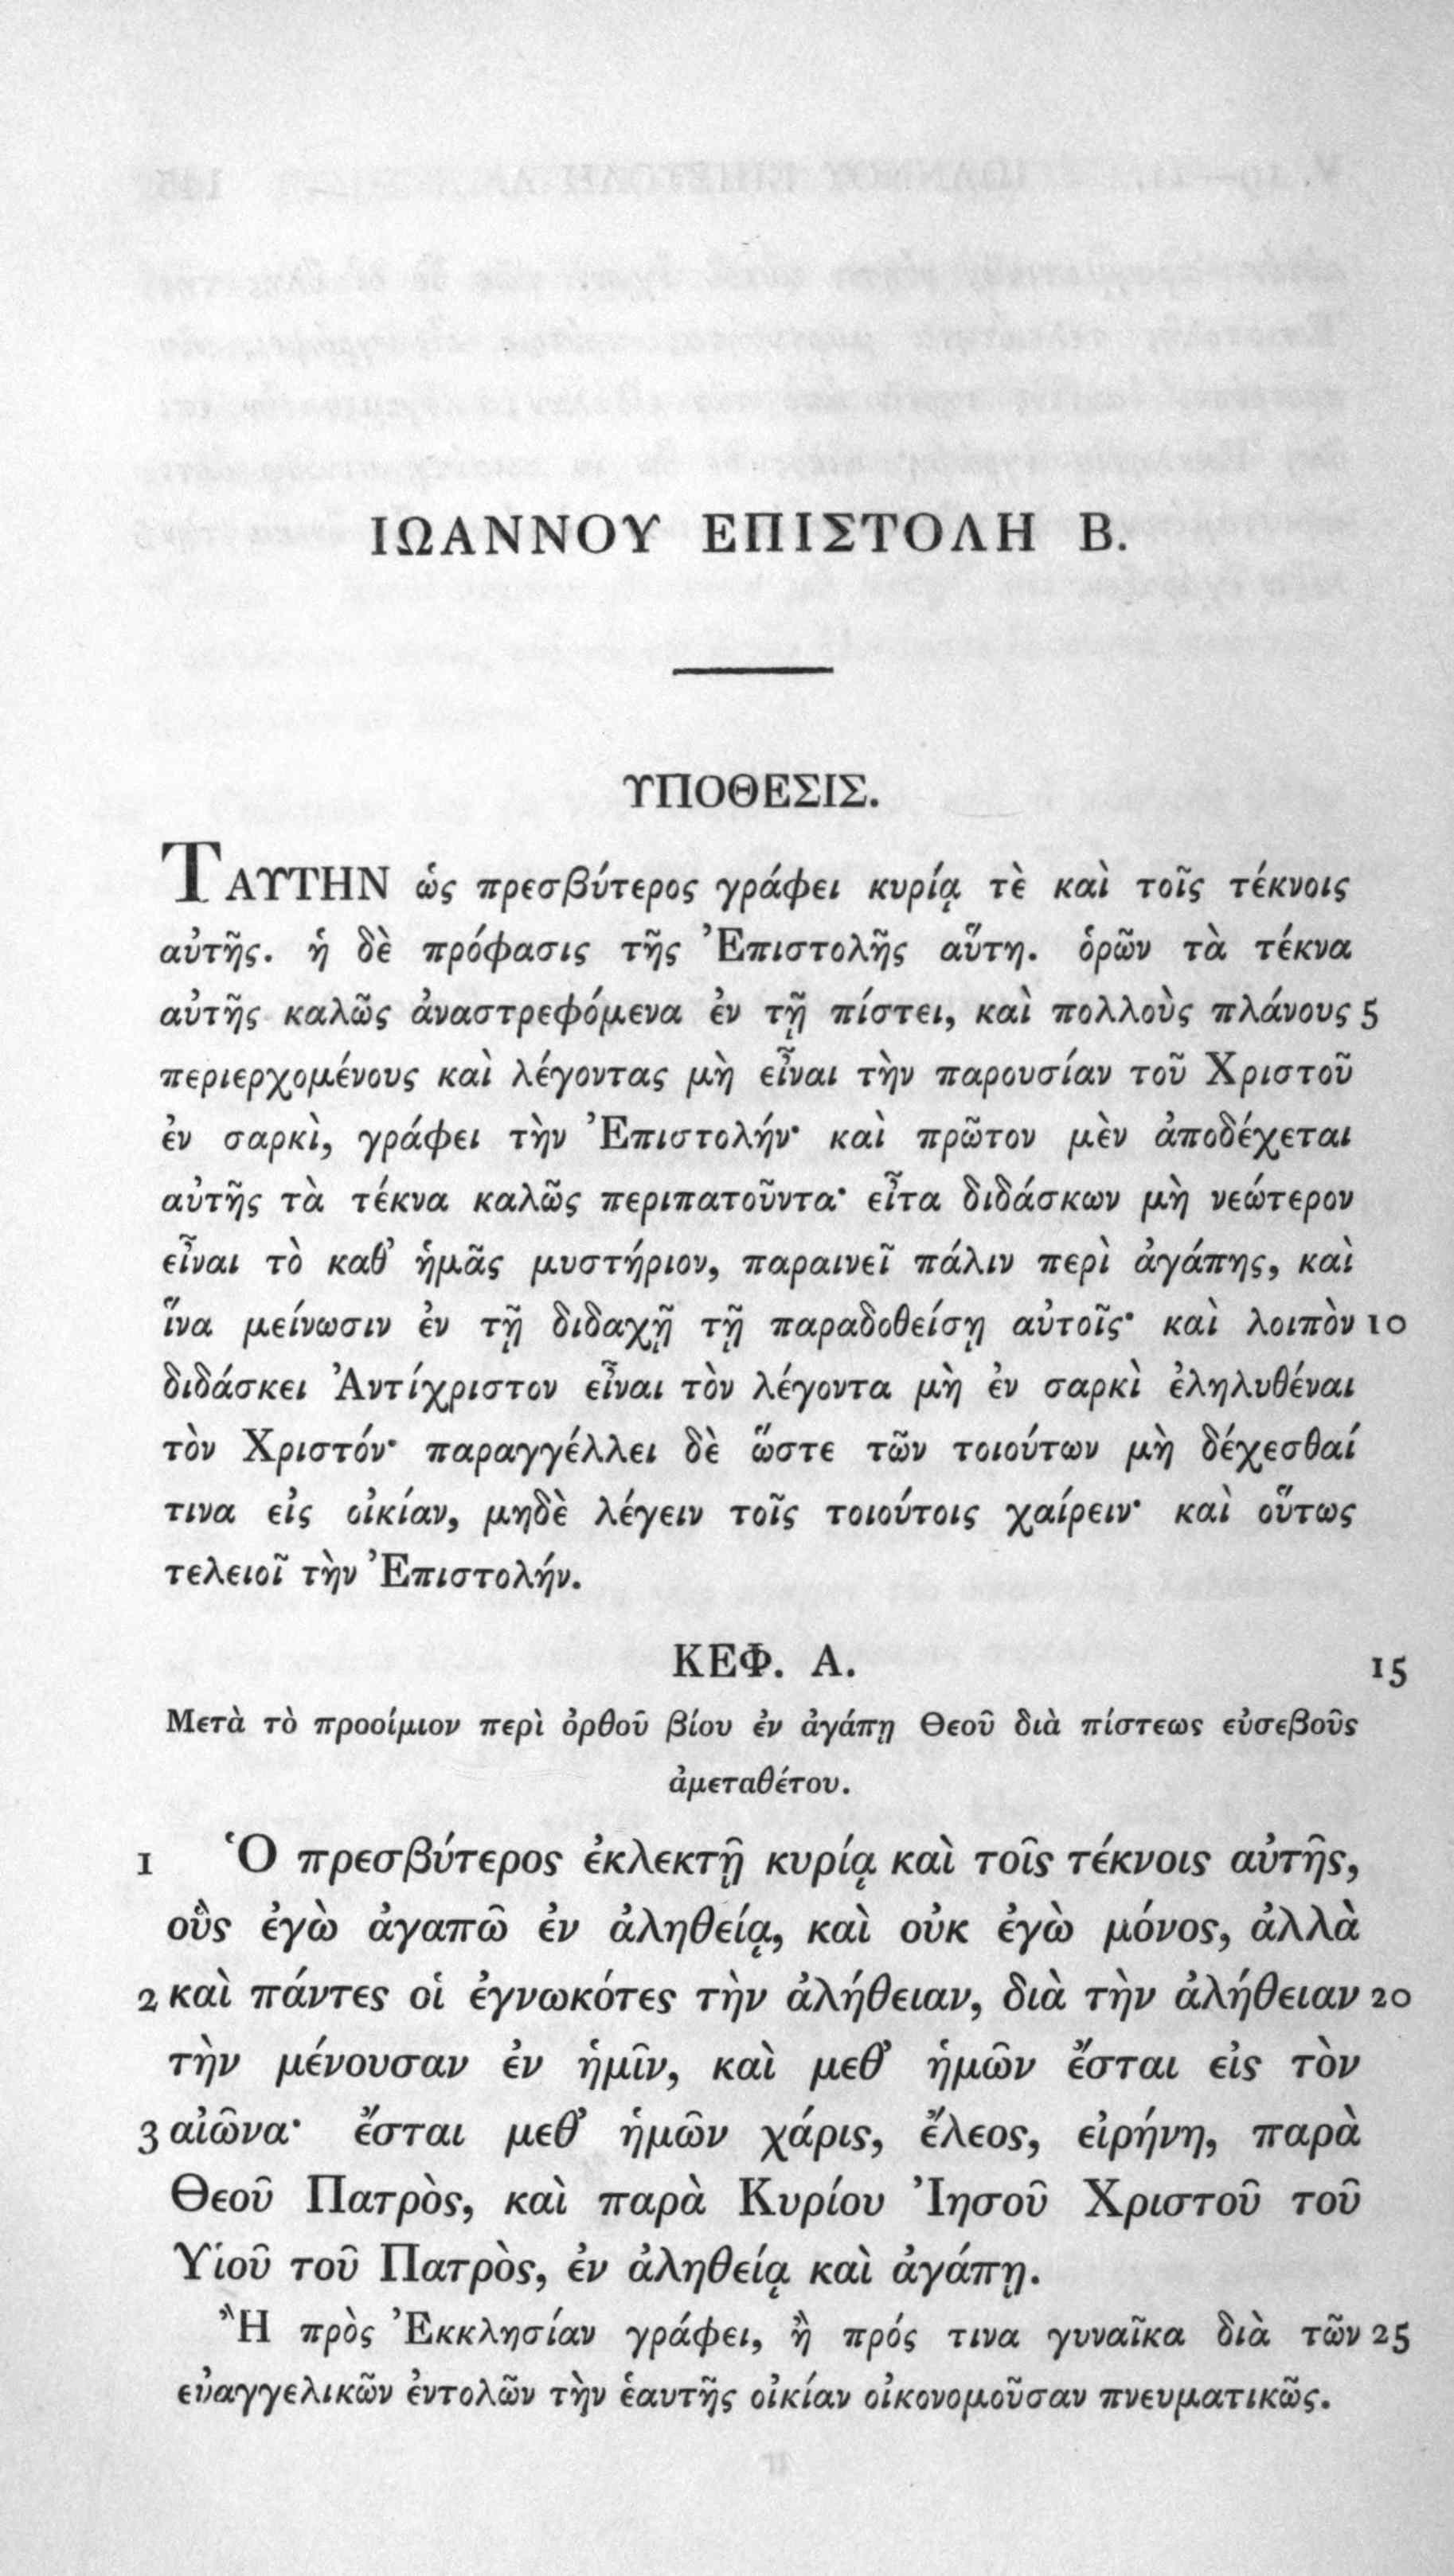 ΙΩΑΝΝΟΥ ΕΠΙΣΤΟΛΗ Β.
ΥΠΟΘΕΣΙΣ.
ΤΑΥΤΗΝ ὡς πρεσβύτερος γράφει κυρίᾳ τὲ καὶ τοῖς τέκνοις
αὐτῆς. ἡ δὲ πρόφασις τῆς Ἐπιστολῆς αὕτη. ὁρῶν τὰ τέκνα
αὐτῆς καλῶς ἀναστρεφόμενα ἐν τῇ πίστει, καὶ πολλοὺς πλάνους 5
περιερχομένους καὶ λέγοντας μὴ εἶναι τὴν παρουσίαν τοῦ Χριστοῦ
ἐν σαρκὶ, γράφει τὴν Ἐπιστολήν· καὶ πρῶτον μὲν ἀποδέχεται
αὐτῆς τὰ τέκνα καλῶς περιπατοῦντα· εἶτα διδάσκων μὴ νεώτερον
εἶναι τὸ καθ’ ἡμᾶς μυστήριον, παραινεῖ πάλιν περὶ ἀγάπης, καὶ
ἵνα μείνωσιν ἐν τῇ διδαχῇ τῇ παραδοθείσῃ αὐτοῖς· καὶ λοιπὸν 10
διδάσκει Ἀντίχριστον εἶναι τὸν λέγοντα μὴ ἐν σαρκὶ ἐληλυθέναι
τὸν Χριστόν· παραγγέλλει δὲ ὥστε τῶν τοιούτων μὴ δέχεσθαί
τινα εἰς οἰκίαν, μηδὲ λέγειν τοῖς τοιούτοις χαίρειν· καὶ οὕτως
τελειοῖ τὴν Ἐπιστολήν.
ΚΕΦ. Α. 15
Μετὰ τὸ προοίμιον περὶ ὀρθοῦ βίου ἐν ἀγάπῃ Θεοῦ διὰ πίστεως εὐσεβοῦς
ἀμεταθέτου.
1 Ὁ πρεσβύτερος ἐκλεκτῇ κυρίᾳ καὶ τοῖς τέκνοις αὐτῆς,
οὓς ἐγὼ ἀγαπῶ ἐν ἀληθείᾳ, καὶ οὐκ ἐγὼ μόνος, ἀλλὰ
2 καὶ πάντες οἱ ἐγνωκότες τὴν ἀλήθειαν, διὰ τὴν ἀλήθειαν 20
τὴν μένουσαν ἐν ἡμῖν, καὶ μεθ’ ἡμῶν ἔσται εἰς τὸν
3 αἰῶνα· ἔσται μεθ’ ἡμῶν χάρις, ἔλεος, εἰρήνη, παρὰ
Θεοῦ Πατρὸς, καὶ παρὰ Κυρίου Ἰησοῦ Χριστοῦ τοῦ
Υἱοῦ τοῦ Πατρὸς, ἐν ἀληθείᾳ καὶ ἀγάπῃ.
Ἢ πρὸς Ἐκκλησίαν γράφει, ἢ πρός τινα γυναῖκα διὰ τῶν 25
εὐαγγελικῶν ἐντολῶν τὴν ἑαυτῆς οἰκίαν οἰκονομοῦσαν πνευματικῶς.